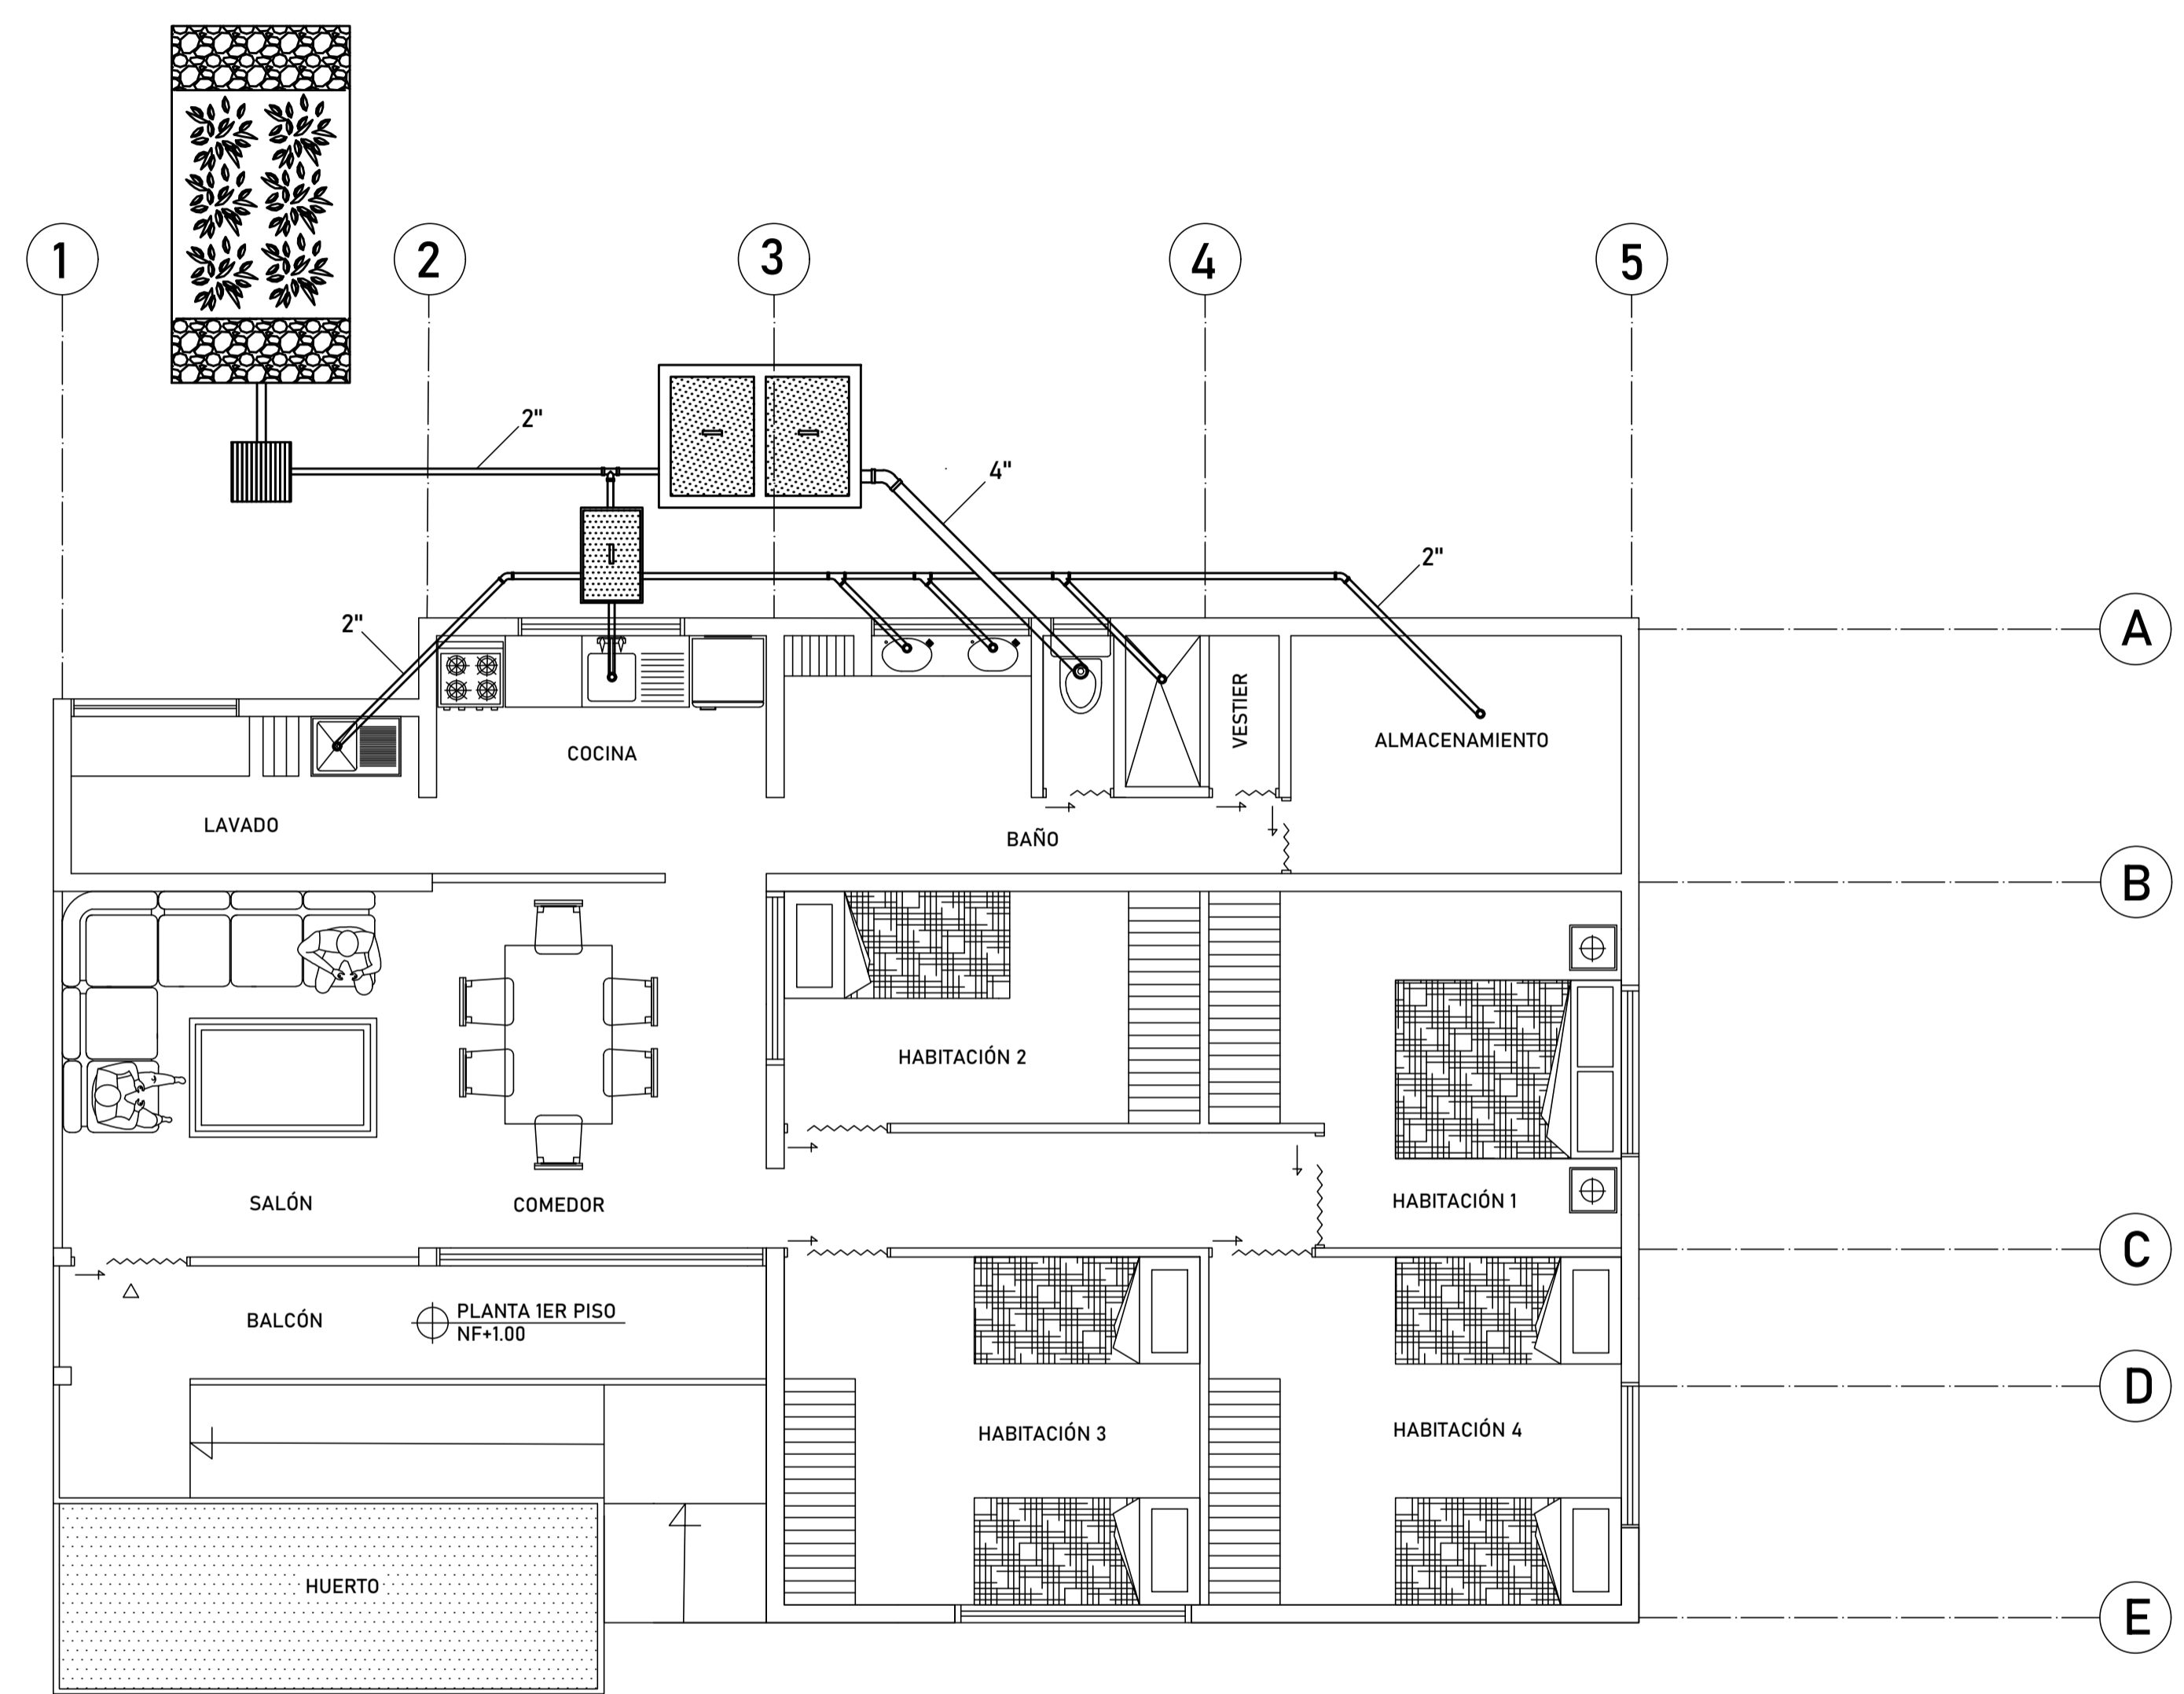 1
2
3
4
5
2"
4"
2"
2"
A
VESTIER
ALMACENAMIENTO
COCINA
LAVADO
BAÑO
B
HABITACIÓN 2
SALÓN
COMEDOR
HABITACIÓN 1
C
BALCÓN
PLANTA 1ER PISO
NF+1.00
D
HABITACIÓN 3
HABITACIÓN 4
HUERTO
E